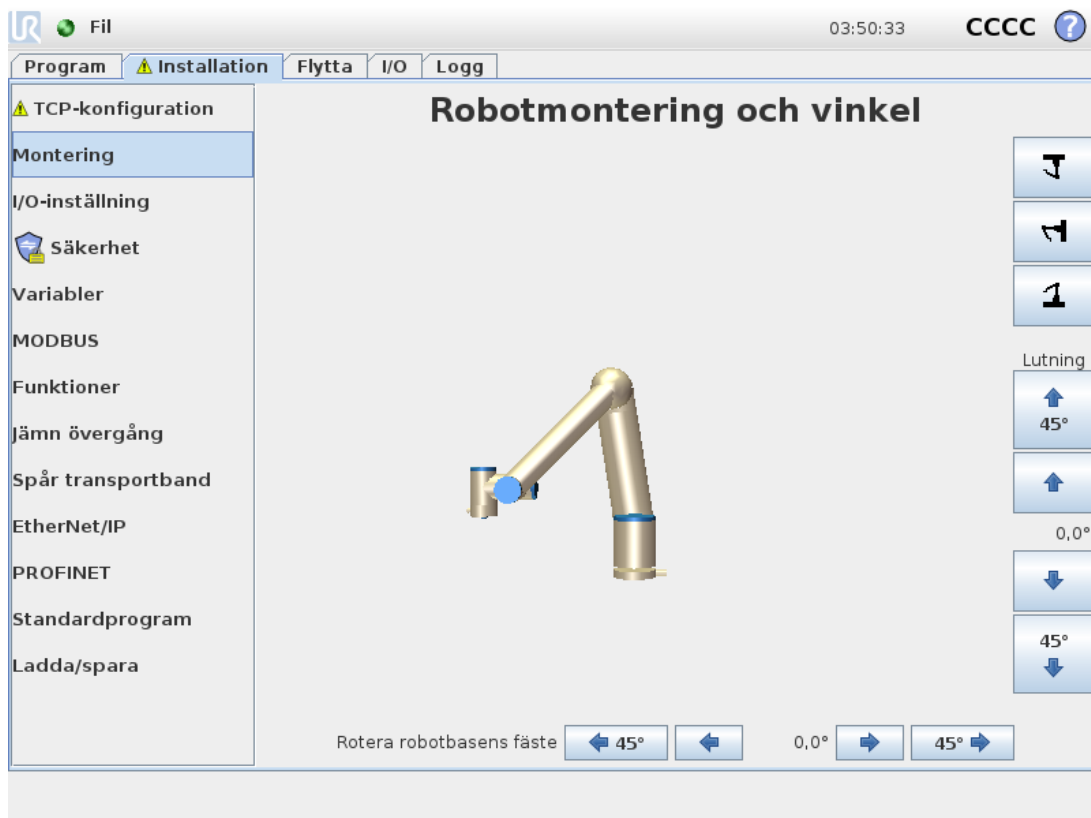 UR Fil 03:50:33 CCCC ?
Program Installation Flytta I/O Logg
TCP-konfiguration
Montering
I/O-inställning
Säkerhet
Variabler
MODBUS
Funktioner
Jämn övergång
Spår transportband
EtherNet/IP
PROFINET
Standardprogram
Ladda/spara
Robotmontering och vinkel
Lutning
45°
0,0°
45°
Rotera robotbasens fäste 45° 0,0° 45°